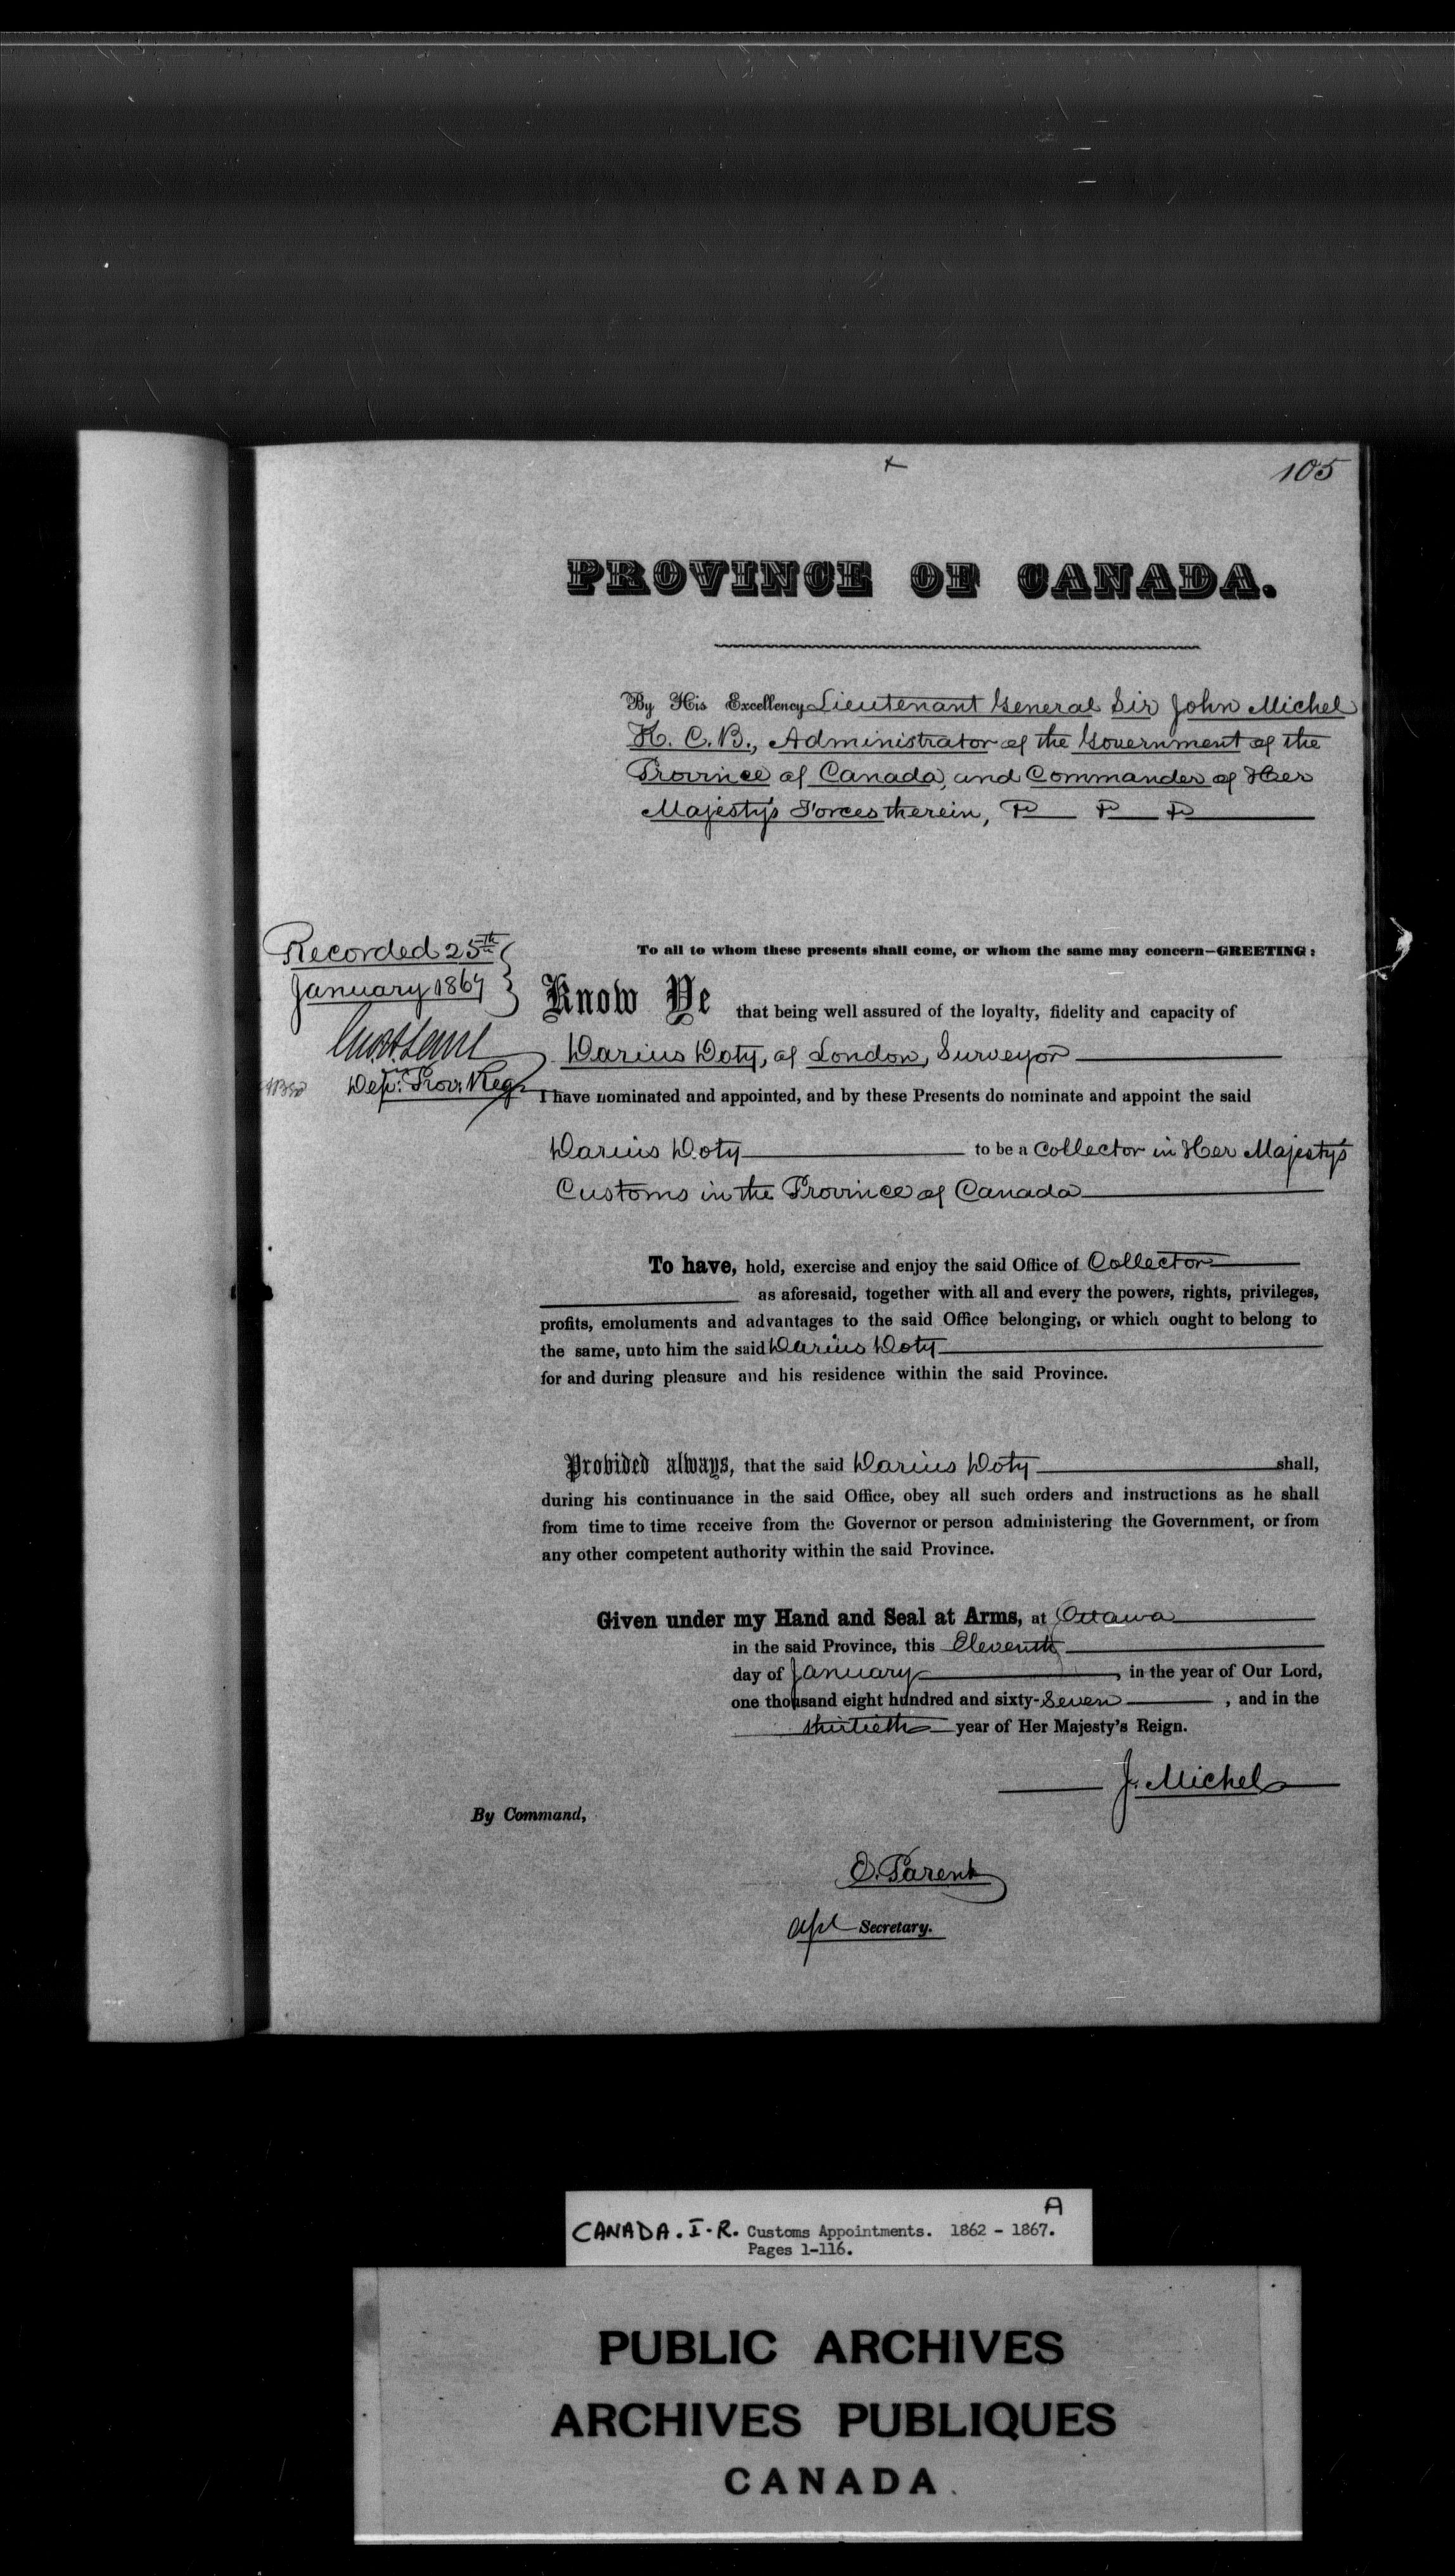 105
PROVINCE OF CANADA.
By His Excellency Lieutenant General Sir John Michel
K. C. B., Administrator of the Government of the
Province of Canada, and Commander of Her
Majesty's Forces therein,
Recorded 25th
January 1867
Dep. Prov. Reg.
To all to whom these presents shall come, or whom the same may concern—GREETING:
Know Ye that being well assured of the loyalty, fidelity and capacity of
Darius Doty, of London, Surveyor
I have nominated and appointed, and by these Presents do nominate and appoint the said
Darius Doty to be a Collector in Her Majesty's
Customs in the Province of Canada
To have, hold, exercise and enjoy the said Office of Collector
as aforesaid, together with all and every the powers, rights, privileges,
profits, emoluments and advantages to the said Office belonging, or which ought to belong to
the same, unto him the said Darius Doty
for and during pleasure and his residence within the said Province.
Provided always, that the said Darius Doty shall,
during his continuance in the said Office, obey all such orders and instructions as he shall
from time to time receive from the Governor or person administering the Government, or from
any other competent authority within the said Province.
Given under my Hand and Seal at Arms, at Ottawa
in the said Province, this Eleventh
day of January, in the year of Our Lord,
one thousand eight hundred and sixty-Seven, and in the
thirtieth year of Her Majesty's Reign.
J. Michel
By Command,
E. Parent
Secretary.
A
CANADA. I-R. Customs Appointments. 1862 - 1867.
Pages 1-116.
PUBLIC ARCHIVES
ARCHIVES PUBLIQUES
CANADA